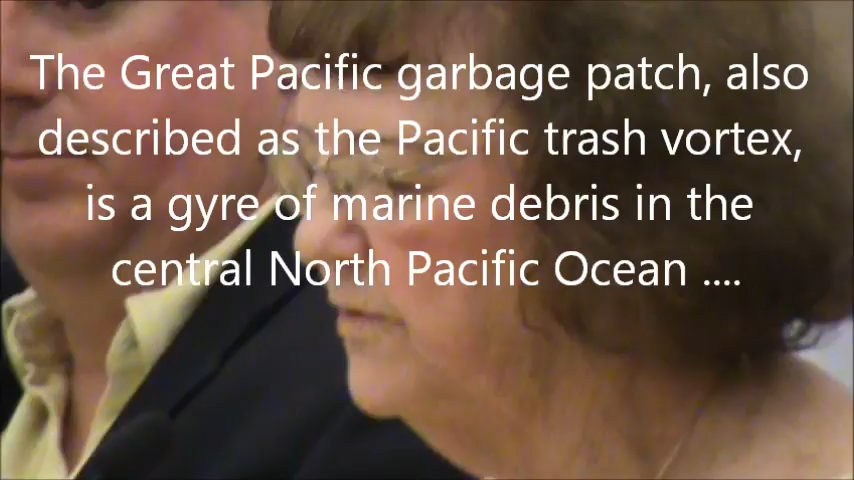 The Great Pacific garbage patch, also
described as the Pacific trash vortex,
is a gyre of marine debris in the
central North Pacific Ocean ....